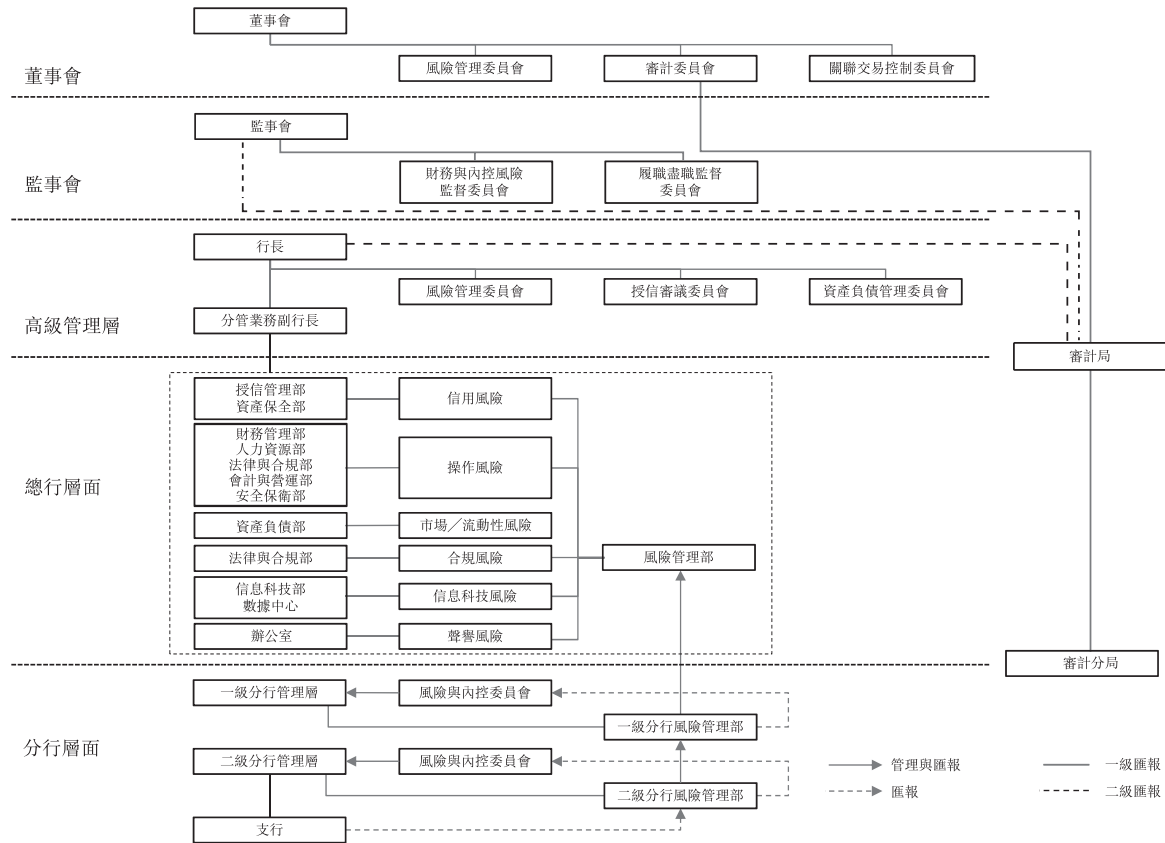 董事會
風險管理委員會
審計委員會
關聯交易控制委員會
董事會
監事會
財務與內控風險
監督委員會
履職盡職監督
委員會
監事會
行長
風險管理委員會
授信審議委員會
資產負債管理委員會
分管業務副行長
高級管理層
審計局
授信管理部
資產保全部
信用風險
財務管理部
人力資源部
法律與合規部
會計與營運部
安全保衛部
操作風險
總行層面
資產負債部
市場／流動性風險
法律與合規部
合規風險
風險管理部
信息科技部
數據中心
信息科技風險
辦公室
聲譽風險
審計分局
一級分行管理層
風險與內控委員會
一級分行風險管理部
分行層面
二級分行管理層
風險與內控委員會
二級分行風險管理部
支行
管理與匯報
一級匯報
匯報
二級匯報